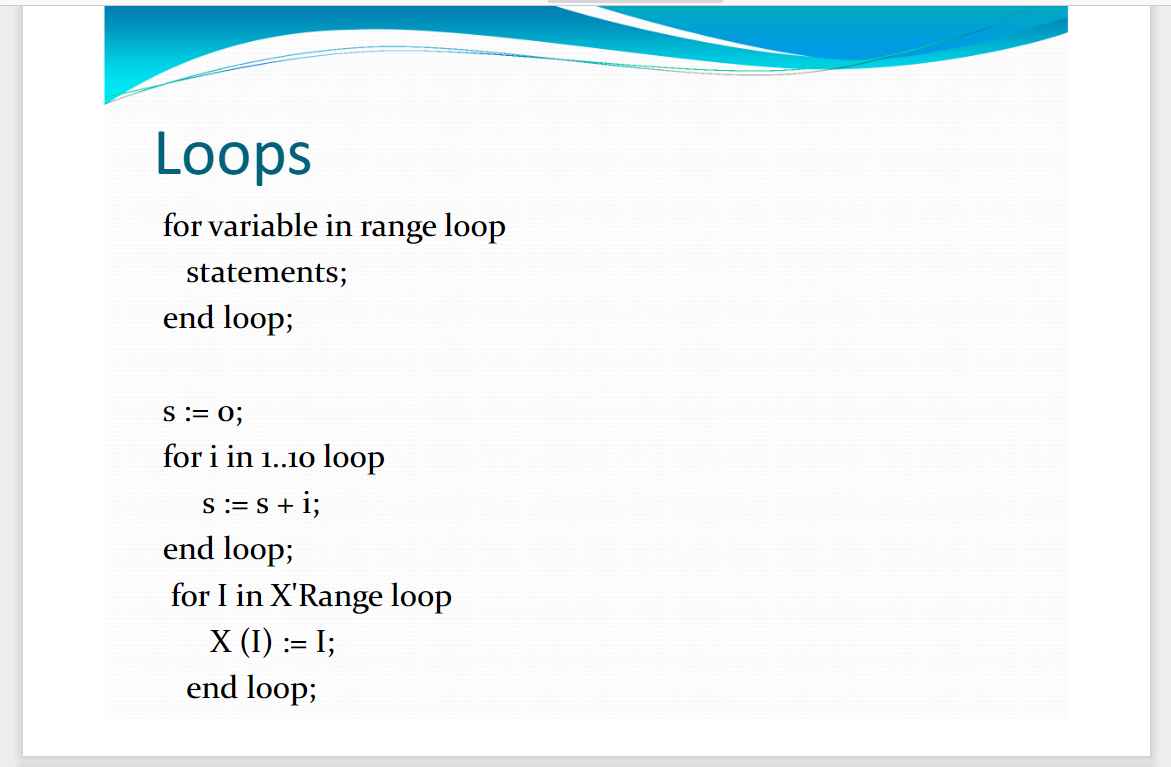 Loops
for variable in range loop
statements;
end loop;
s := 0;
for i in 1..10 loop
s := s + i;
end loop;
for I in X'Range loop
X (I) := I;
end loop;